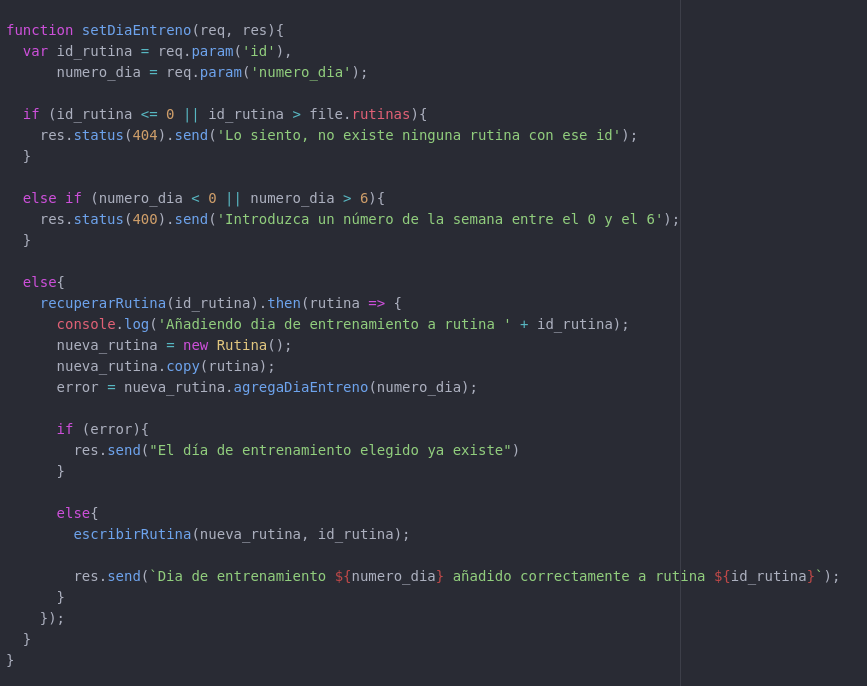 function setDiaEntreno(req, res){
  var id_rutina = req.param('id'),
      numero_dia = req.param('numero_dia');

  if (id_rutina <= 0 || id_rutina > file.rutinas){
    res.status(404).send('Lo siento, no existe ninguna rutina con ese id');
  }

  else if (numero_dia < 0 || numero_dia > 6){
    res.status(400).send('Introduzca un número de la semana entre el 0 y el 6');
  }

  else{
    recuperarRutina(id_rutina).then(rutina => {
      console.log('Añadiendo dia de entrenamiento a rutina ' + id_rutina);
      nueva_rutina = new Rutina();
      nueva_rutina.copy(rutina);
      error = nueva_rutina.agregaDiaEntreno(numero_dia);

      if (error){
        res.send("El día de entrenamiento elegido ya existe")
      }

      else{
        escribirRutina(nueva_rutina, id_rutina);

        res.send(`Dia de entrenamiento ${numero_dia} añadido correctamente a rutina ${id_rutina}`);
      }
    });
  }
}